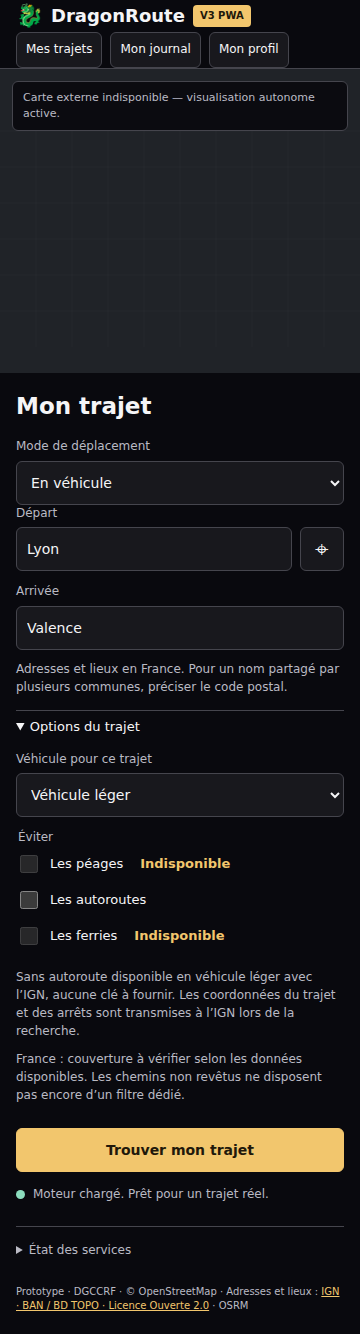 DragonRoute V3 PWA
Mes trajets Mon journal Mon profil
Carte externe indisponible — visualisation autonome
active.
Mon trajet
Mode de déplacement
En véhicule
Départ
Lyon
Arrivée
Valence
Adresses et lieux en France. Pour un nom partagé par
plusieurs communes, préciser le code postal.
▼ Options du trajet
Véhicule pour ce trajet
Véhicule léger
Éviter
Les péages Indisponible
Les autoroutes
Les ferries Indisponible
Sans autoroute disponible en véhicule léger avec
l’IGN, aucune clé à fournir. Les coordonnées du trajet
et des arrêts sont transmises à l’IGN lors de la
recherche.
France : couverture à vérifier selon les données
disponibles. Les chemins non revêtus ne disposent
pas encore d’un filtre dédié.
Trouver mon trajet
Moteur chargé. Prêt pour un trajet réel.
▶ État des services
Prototype · DGCCRF · © OpenStreetMap · Adresses et lieux : IGN
· BAN / BD TOPO · Licence Ouverte 2.0 · OSRM